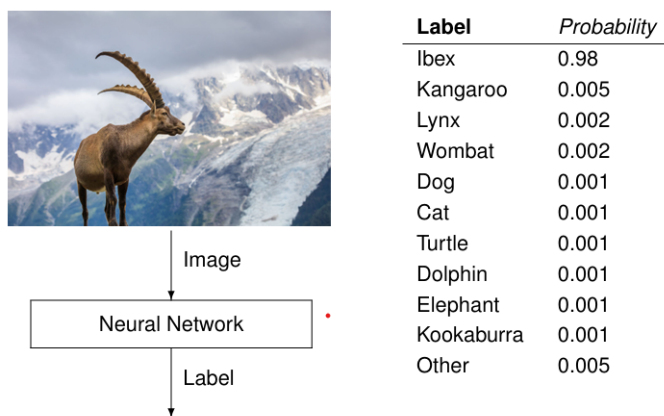 Image
Neural Network
Label
Label Probability
Ibex 0.98
Kangaroo 0.005
Lynx 0.002
Wombat 0.002
Dog 0.001
Cat 0.001
Turtle 0.001
Dolphin 0.001
Elephant 0.001
Kookaburra 0.001
Other 0.005